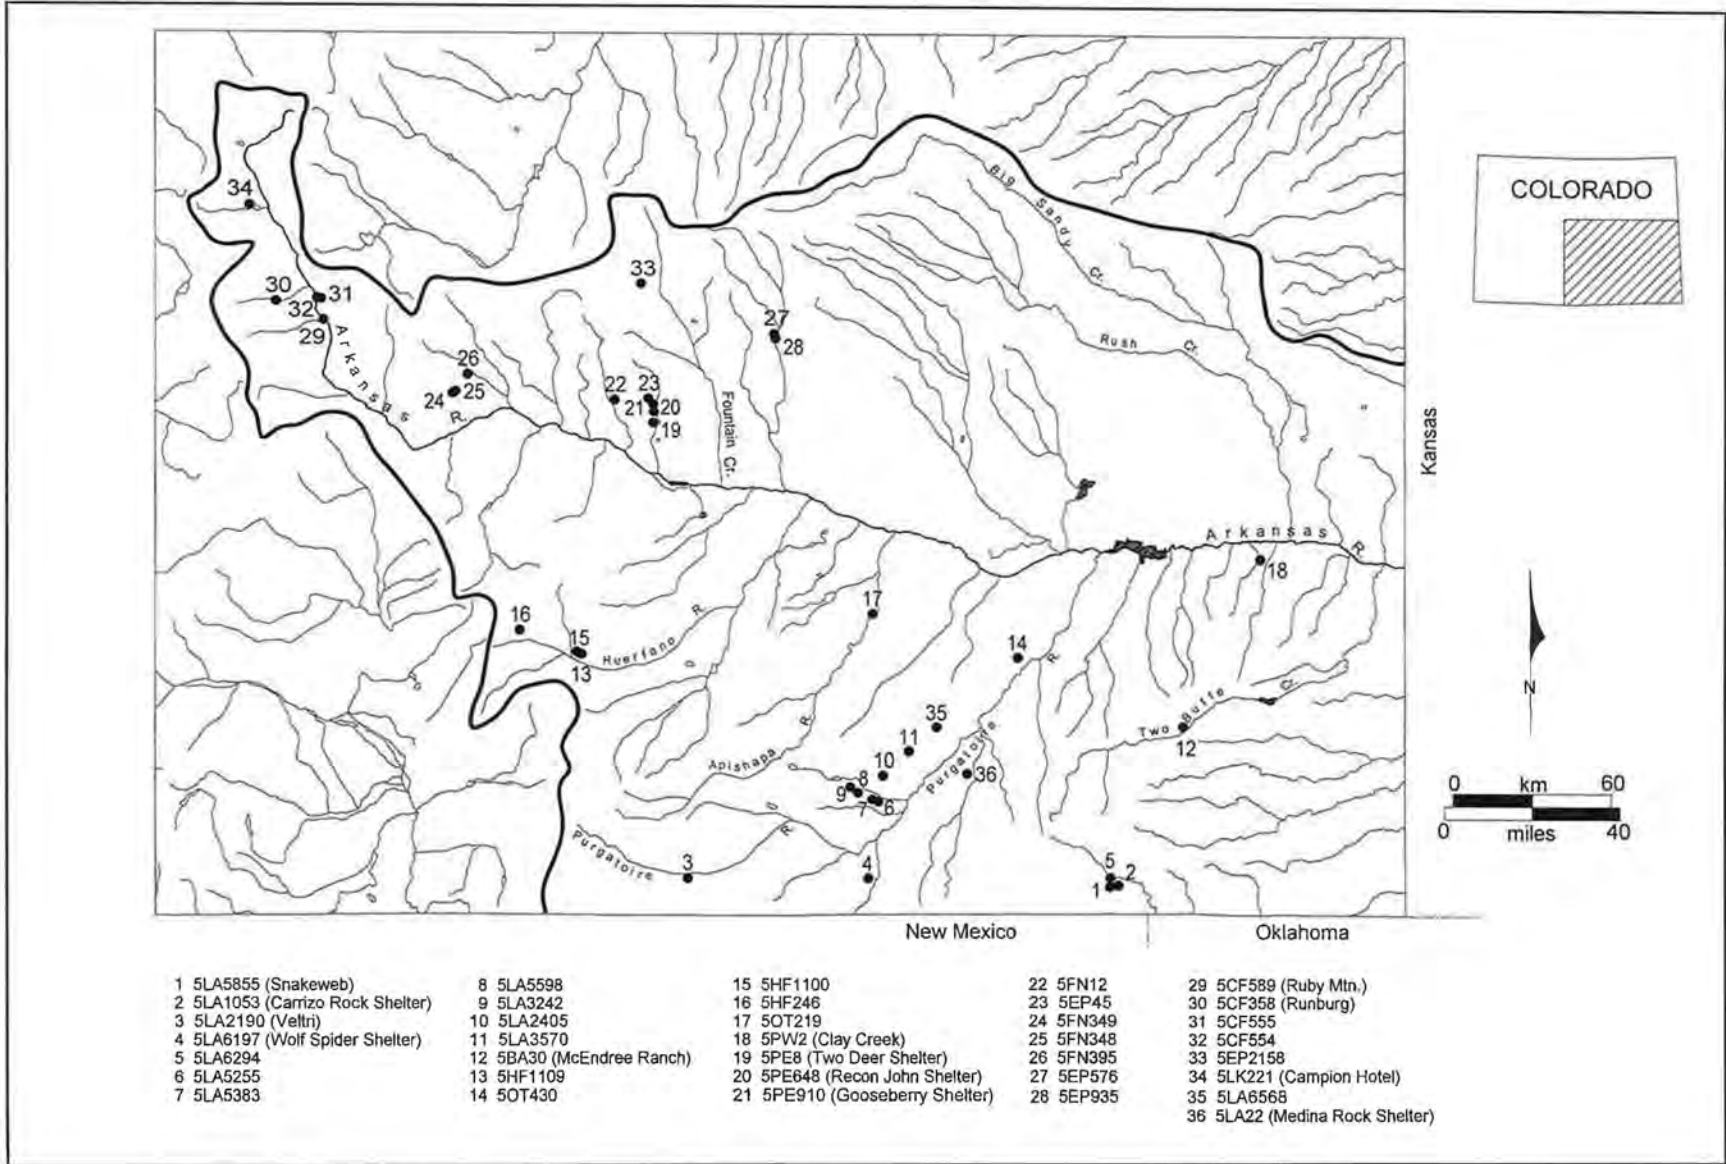 COLORADO
34
Big Sandy Cr.
33
30
31
32
29
27
28
Arkansas R.
Rush Cr.
26
24
25
22
23
21
20
19
Fountain Cr.
Kansas
Arkansas R.
18
17
16
15
13
Huerfano R.
14
N
35
11
10
Apishapa R.
Purgatoire
R.
Two Butte Cr.
12
8
9
7
6
36
0 km 60
0 miles 40
Purgatoire R.
3
4
5
2
1
New Mexico
Oklahoma
1 5LA5855 (Snakeweb)
2 5LA1053 (Carrizo Rock Shelter)
3 5LA2190 (Veltri)
4 5LA6197 (Wolf Spider Shelter)
5 5LA6294
6 5LA5255
7 5LA5383
8 5LA5598
9 5LA3242
10 5LA2405
11 5LA3570
12 5BA30 (McEndree Ranch)
13 5HF1109
14 5OT430
15 5HF1100
16 5HF246
17 5OT219
18 5PW2 (Clay Creek)
19 5PE8 (Two Deer Shelter)
20 5PE648 (Recon John Shelter)
21 5PE910 (Gooseberry Shelter)
22 5FN12
23 5EP45
24 5FN349
25 5FN348
26 5FN395
27 5EP576
28 5EP935
29 5CF589 (Ruby Mtn.)
30 5CF358 (Runburg)
31 5CF555
32 5CF554
33 5EP2158
34 5LK221 (Campion Hotel)
35 5LA6568
36 5LA22 (Medina Rock Shelter)